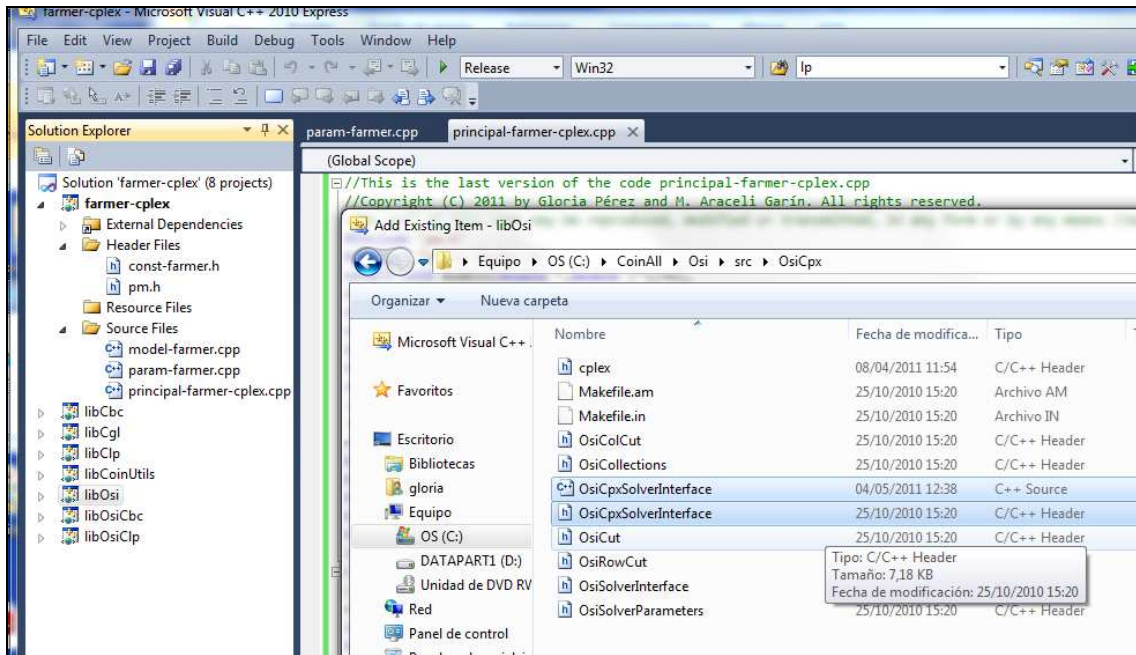 farmer-cplex - Microsoft Visual C++ 2010 Express
File Edit View Project Build Debug Tools Window Help
Release Win32 lp
Solution Explorer
param-farmer.cpp principal-farmer-cplex.cpp
(Global Scope)
Solution 'farmer-cplex' (8 projects)
farmer-cplex
External Dependencies
Header Files
const-farmer.h
pm.h
Resource Files
Source Files
model-farmer.cpp
param-farmer.cpp
principal-farmer-cplex.cpp
libCbc
libCgl
libClp
libCoinUtils
libOsi
libOsiCbc
libOsiClp
//This is the last version of the code principal-farmer-cplex.cpp
//Copyright (C) 2011 by Gloria Pérez and M. Araceli Garín. All rights reserved.
Add Existing Item - libOsi
Equipo OS (C:) CoinAll Osi src OsiCpx
Organizar Nueva carpeta
Microsoft Visual C++
Favoritos
Escritorio
Bibliotecas
gloria
Equipo
OS (C:)
DATAPART1 (D:)
Unidad de DVD RV
Red
Panel de control
Nombre Fecha de modifica... Tipo
cplex 08/04/2011 11:54 C/C++ Header
Makefile.am 25/10/2010 15:20 Archivo AM
Makefile.in 25/10/2010 15:20 Archivo IN
OsiColCut 25/10/2010 15:20 C/C++ Header
OsiCollections 25/10/2010 15:20 C/C++ Header
OsiCpxSolverInterface 04/05/2011 12:38 C++ Source
OsiCpxSolverInterface 25/10/2010 15:20 C/C++ Header
OsiCut 25/10/2010 15:20 C/C++ Header
OsiRowCut
OsiSolverInterface
OsiSolverParameters 25/10/2010 15:20 C/C++ Header
Tipo: C/C++ Header
Tamaño: 7,18 KB
Fecha de modificación: 25/10/2010 15:20